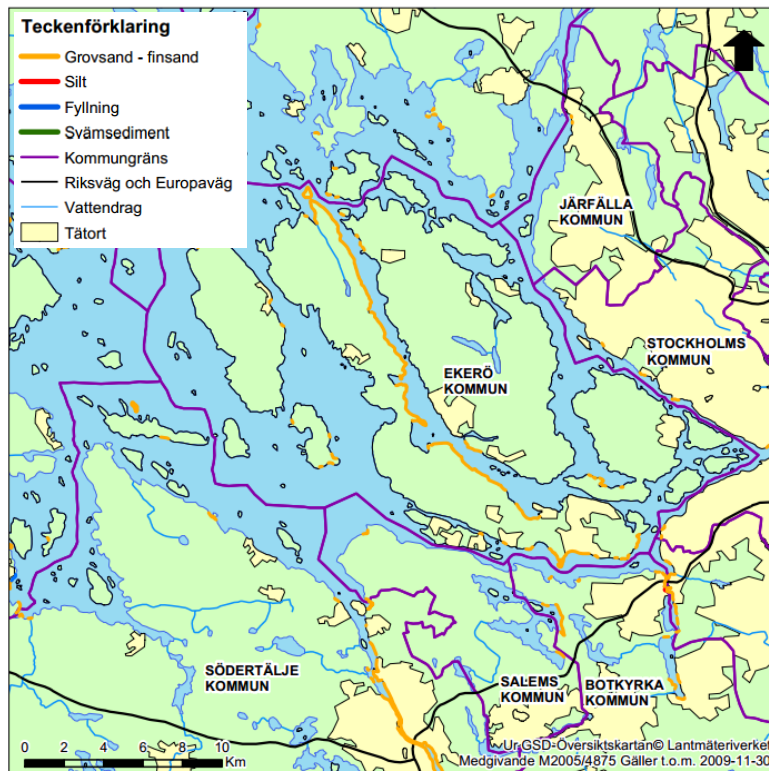 Teckenförklaring
Grovsand - finsand
Silt
Fyllning
Svämsediment
Kommungräns
Riksväg och Europaväg
Vattendrag
Tätort
JÄRFÄLLA
KOMMUN
STOCKHOLMS
KOMMUN
EKERÖ
KOMMUN
SÖDERTÄLJE
KOMMUN
SALEMS
KOMMUN
BOTKYRKA
KOMMUN
0 2 4 6 8 10
Km
Ur GSD-Översiktskartan© Lantmäteriverket
Medgivande M2005/4875 Gäller t.o.m. 2009-11-30